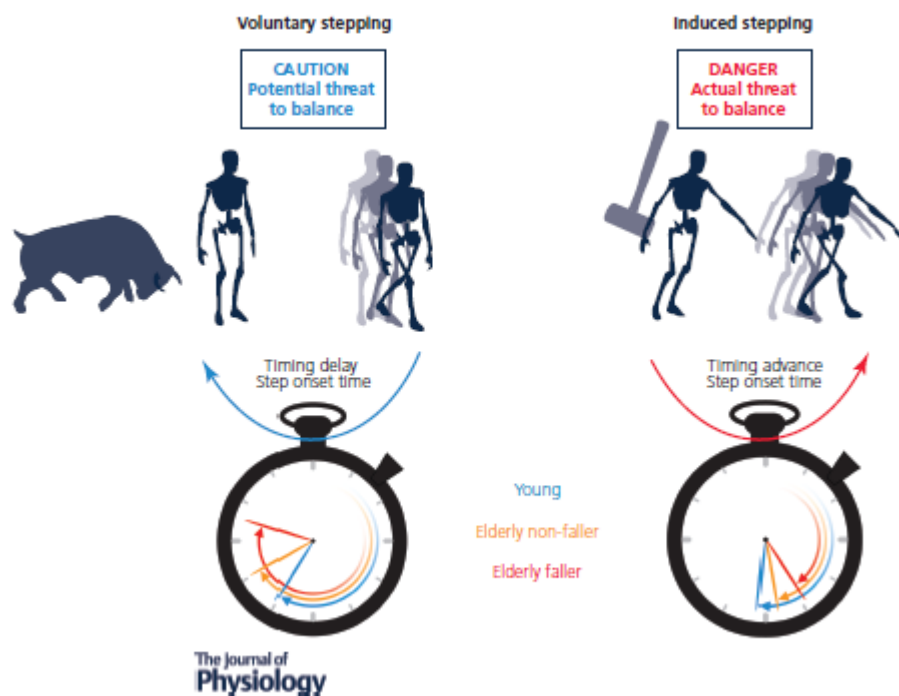 Voluntary stepping
Induced stepping
CAUTION
Potential threat
to balance
DANGER
Actual threat
to balance
Timing delay
Step onset time
Timing advance
Step onset time
Young
Elderly non-faller
Elderly faller
The Journal of
Physiology